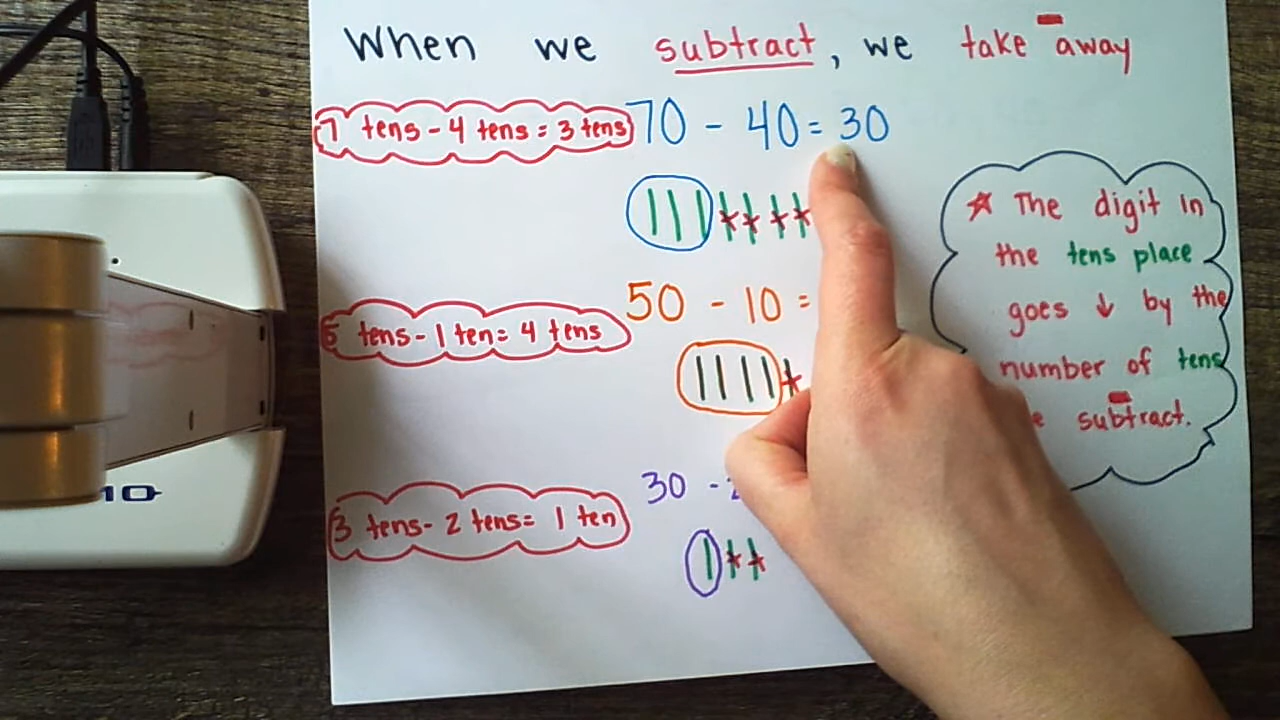 When we subtract, we take away
7 tens - 4 tens = 3 tens
70 - 40 = 30
5 tens - 1 ten = 4 tens
50 - 10 =
3 tens - 2 tens = 1 ten
30 -
The digit in
the tens place
goes ↓ by the
number of tens
subtract.